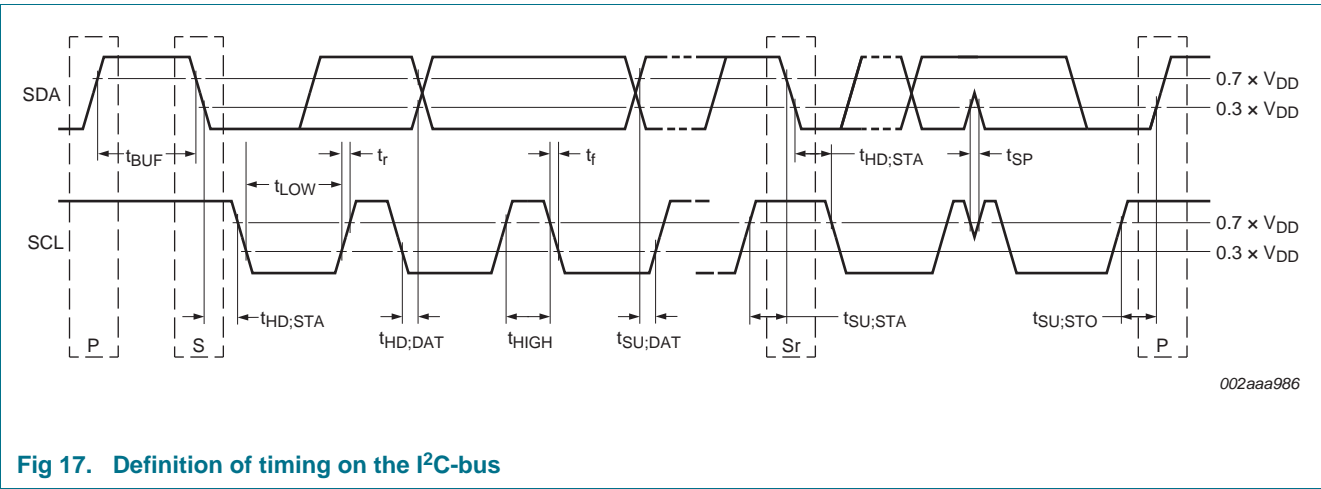 SDA
0.7 × VDD
0.3 × VDD
tBUF
tr
tf
tHD;STA
tSP
tLOW
SCL
0.7 × VDD
0.3 × VDD
tHD;STA
tHD;DAT
tHIGH
tSU;DAT
tSU;STA
tSU;STO
P
S
Sr
P
002aaa986
Fig 17. Definition of timing on the I²C-bus